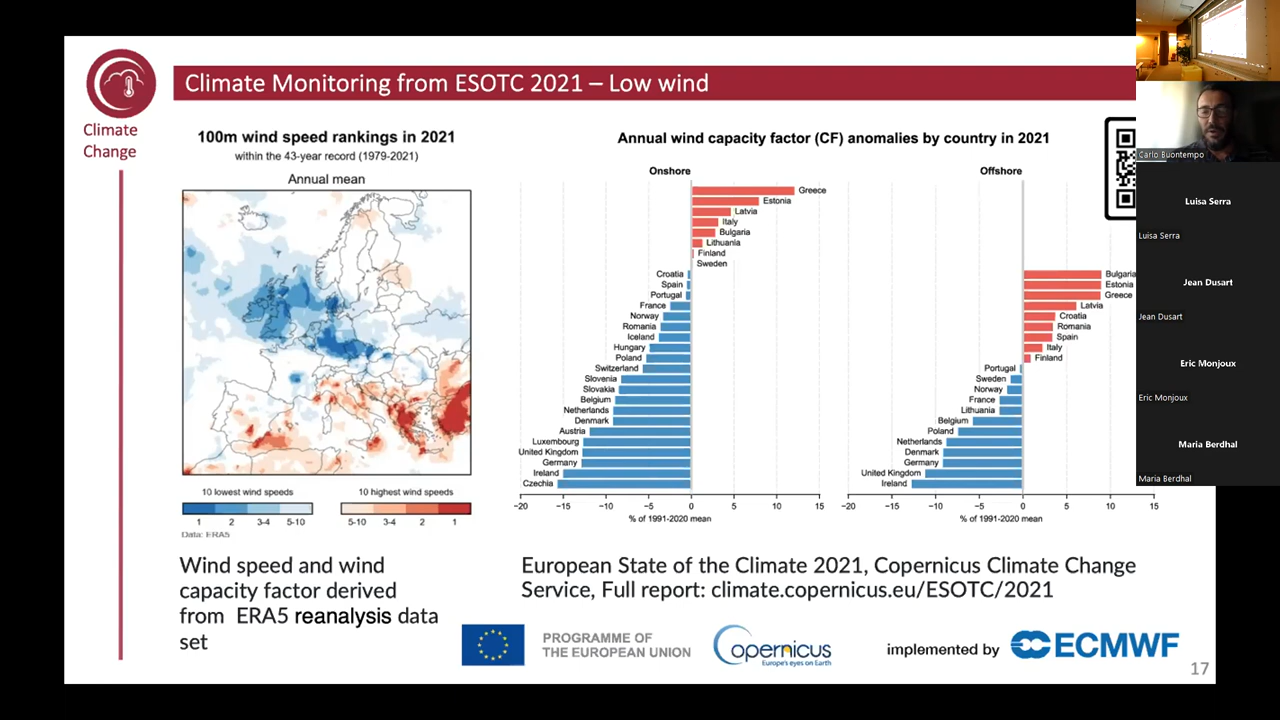 Climate
Change
Climate Monitoring from ESOTC 2021 – Low wind
100m wind speed rankings in 2021
within the 43-year record (1979-2021)
Annual mean
10 lowest wind speeds
10 highest wind speeds
1 2 3-4 5-10
5-10 3-4 2 1
Data: ERA5
Annual wind capacity factor (CF) anomalies by country in 2021
Onshore
Greece
Estonia
Latvia
Italy
Bulgaria
Lithuania
Finland
Sweden
Croatia
Spain
Portugal
France
Norway
Romania
Iceland
Hungary
Poland
Switzerland
Slovenia
Slovakia
Belgium
Netherlands
Denmark
Austria
Luxembourg
United Kingdom
Germany
Ireland
Czechia
−20 −15 −10 −5 0 5 10 15
% of 1991-2020 mean
Offshore
Bulgaria
Estonia
Greece
Latvia
Croatia
Romania
Spain
Italy
Finland
Portugal
Sweden
Norway
France
Lithuania
Belgium
Poland
Netherlands
Denmark
Germany
United Kingdom
Ireland
−20 −15 −10 −5 0 5 10 15
% of 1991-2020 mean
Wind speed and wind
capacity factor derived
from ERA5 reanalysis data
set
European State of the Climate 2021, Copernicus Climate Change
Service, Full report: climate.copernicus.eu/ESOTC/2021
PROGRAMME OF
THE EUROPEAN UNION
opernicus
Europe's eyes on Earth
implemented by
ECMWF
17
Carlo Buontempo
Luisa Serra
Luisa Serra
Jean Dusart
Jean Dusart
Eric Monjoux
Eric Monjoux
Maria Berdhal
Maria Berdhal